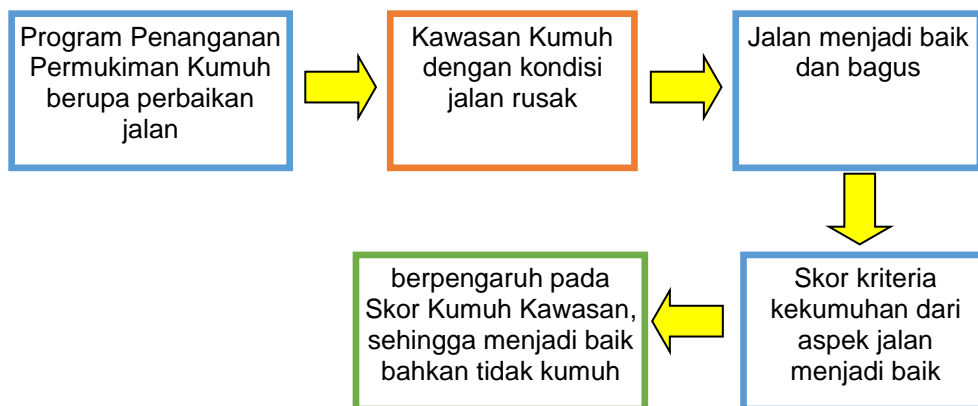 Program Penanganan
Permukiman Kumuh
berupa perbaikan
jalan
Kawasan Kumuh
dengan kondisi
jalan rusak
Jalan menjadi baik
dan bagus
Skor kriteria
kekumuhan dari
aspek jalan
menjadi baik
berpengaruh pada
Skor Kumuh Kawasan,
sehingga menjadi baik
bahkan tidak kumuh